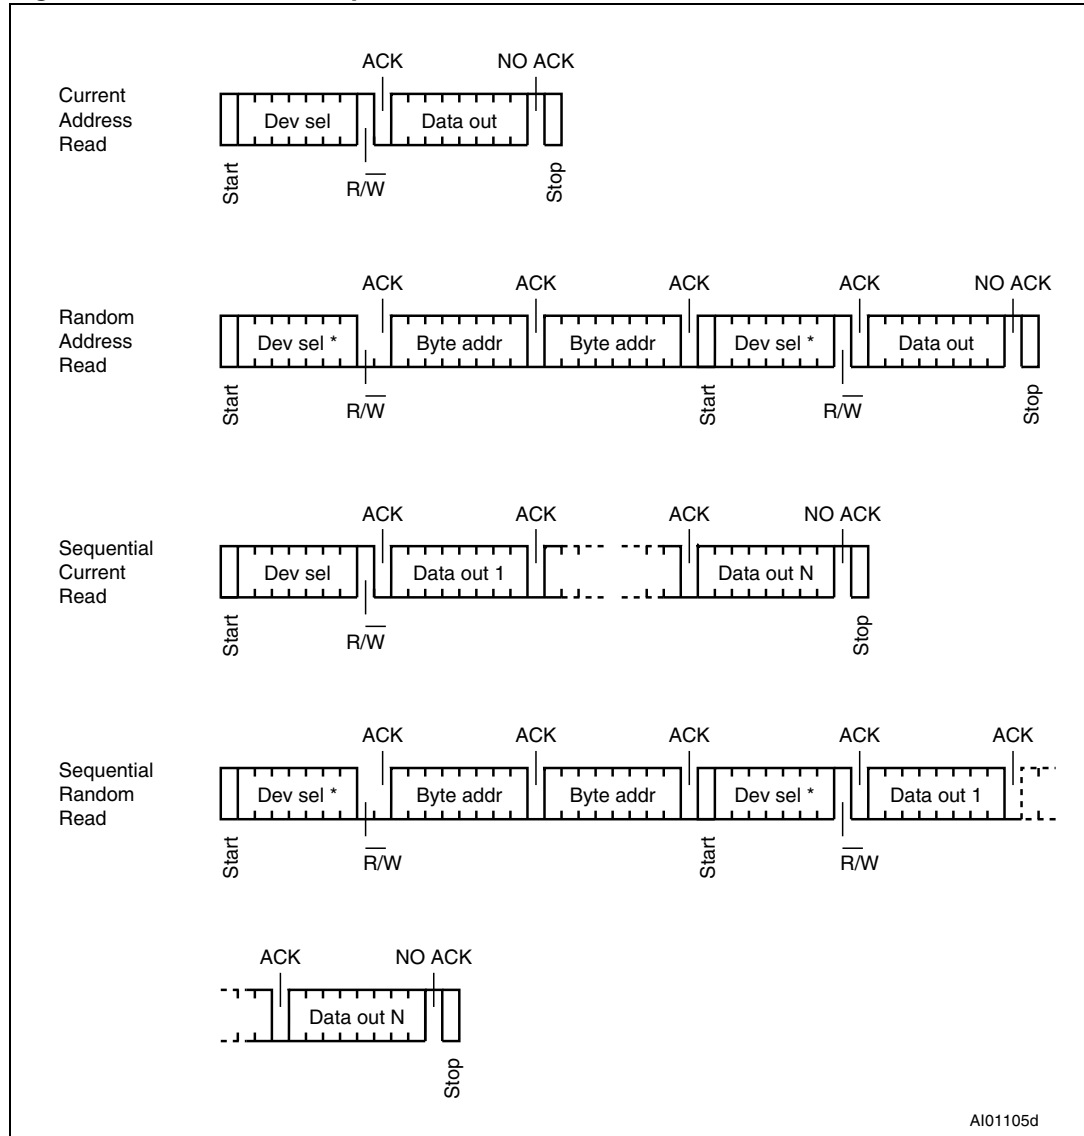 ACK NO ACK
Current
Address
Read
Dev sel Data out
Start R/W̅ Stop
ACK ACK ACK ACK NO ACK
Random
Address
Read
Dev sel * Byte addr Byte addr Dev sel * Data out
Start R/W̅ Start R/W̅ Stop
ACK ACK ACK NO ACK
Sequential
Current
Read
Dev sel Data out 1 Data out N
Start R/W̅ Stop
ACK ACK ACK ACK ACK
Sequential
Random
Read
Dev sel * Byte addr Byte addr Dev sel * Data out 1
Start R̅/W Start R̅/W
ACK NO ACK
Data out N
Stop
AI01105d